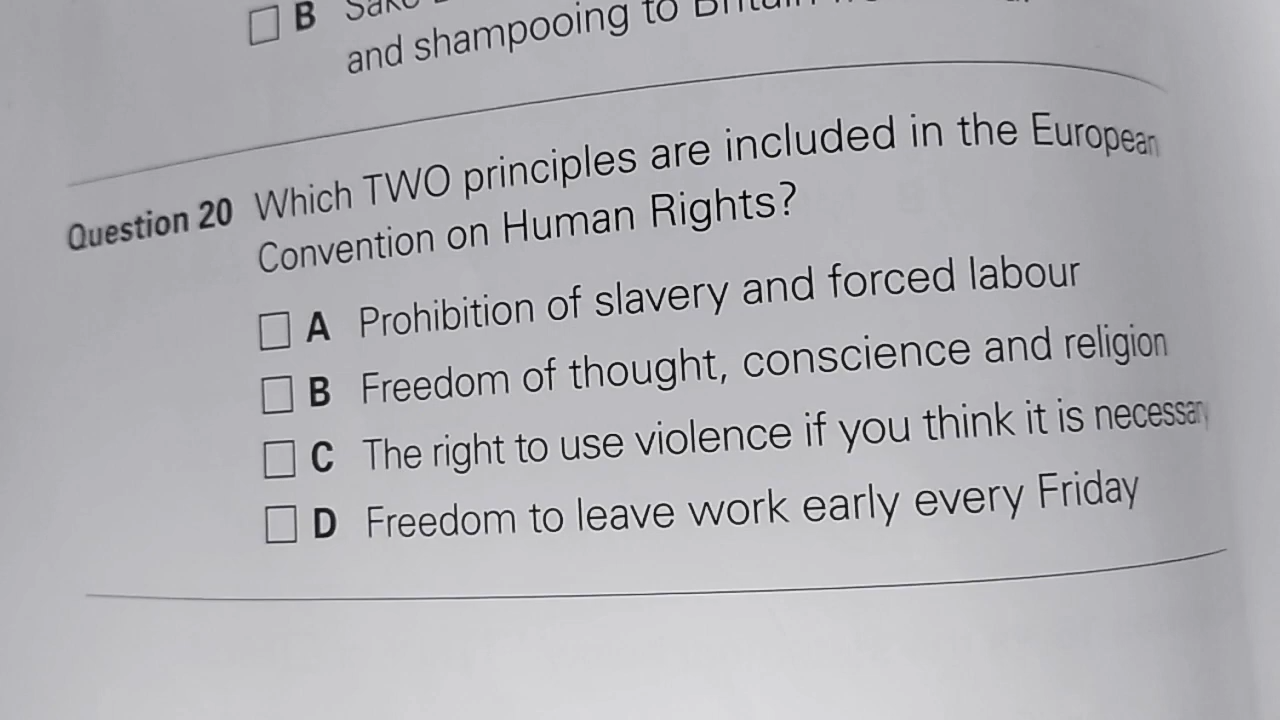 B
and shampooing to Britain
Question 20 Which TWO principles are included in the European
Convention on Human Rights?
A Prohibition of slavery and forced labour
B Freedom of thought, conscience and religion
C The right to use violence if you think it is necessary
D Freedom to leave work early every Friday